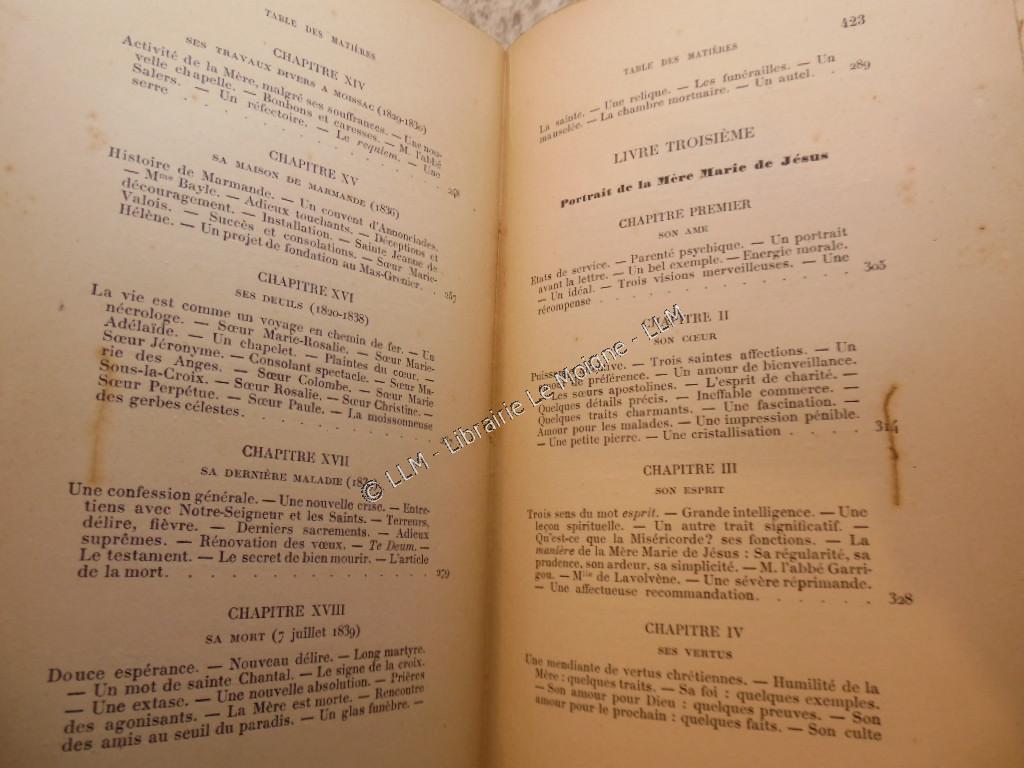 TABLE DES MATIÈRES
CHAPITRE XIV
SES TRAVAUX DIVERS A MOISSAC (1820-1830)
Activité de la Mère, malgré ses souffrances. — Une nou-
velle chapelle. — Bonbons et caresses. — M. l'abbé
Salers. — Un réfectoire. — Le requiem. — Une
serre . . . . . . . . . . 248
CHAPITRE XV
SA MAISON DE MARMANDE (1836)
Histoire de Marmande. — Un couvent d'Annonciades.
— Mme Bayle. — Adieux touchants. — Déceptions et
découragement. — Installation. — Sainte Jeanne de
Valois. — Succès et consolations. — Sœur Marie-
Hélène. — Un projet de fondation au Mas-Grenier. . 257
CHAPITRE XVI
SES DEUILS (1820-1838)
La vie est comme un voyage en chemin de fer. — Un
nécrologe. — Sœur Marie-Rosalie. — Sœur Marie-
Adélaïde. — Un chapelet. — Plaintes du cœur. —
Sœur Jéronyme. — Consolant spectacle. — Sœur Ma-
rie des Anges. — Sœur Colombe. — Sœur Marie
Sous-la-Croix. — Sœur Rosalie. — Sœur Christine. —
Sœur Perpétue. — Sœur Paule. — La moissonneuse
des gerbes célestes. . . . . . . . . .
CHAPITRE XVII
SA DERNIÈRE MALADIE
Une confession générale. — Une nouvelle crise. — Entre-
tiens avec Notre-Seigneur et les Saints. — Terreurs,
délire, fièvre. — Derniers sacrements. — Adieux
suprêmes. — Rénovation des vœux. — Te Deum. —
Le testament. — Le secret de bien mourir. — L'article
de la mort. . . . . . . . . . . 279
CHAPITRE XVIII
SA MORT (7 juillet 1839)
Douce espérance. — Nouveau délire. — Long martyre.
— Un mot de sainte Chantal. — Le signe de la croix.
— Une extase. — Une nouvelle absolution. — Prières
des agonisants. — La Mère est morte. — Rencontre
des amis au seuil du paradis. — Un glas funèbre. —
TABLE DES MATIÈRES 423
La sainte. — Une relique. — Les funérailles. — Un
mausolée. — La chambre mortuaire. — Un autel. . 289
LIVRE TROISIÈME
Portrait de la Mère Marie de Jésus
CHAPITRE PREMIER
SON AME
Etats de service. — Parenté psychique. — Un portrait
avant la lettre. — Un bel exemple. — Energie morale.
— Un idéal. — Trois visions merveilleuses. — Une
récompense . . . . . . . . . . 305
CHAPITRE II
SON CŒUR
— Trois saintes affections. — Un
de préférence. — Un amour de bienveillance.
— Les sœurs apostolines. — L'esprit de charité. —
Quelques détails précis. — Ineffable commerce. —
Quelques traits charmants. — Une fascination. —
Amour pour les malades. — Une impression pénible.
— Une petite pierre. — Une cristallisation . . . . 314
CHAPITRE III
SON ESPRIT
Trois sens du mot esprit. — Grande intelligence. — Une
leçon spirituelle. — Un autre trait significatif. —
Qu'est-ce que la Miséricorde? ses fonctions. — La
manière de la Mère Marie de Jésus : Sa régularité, sa
prudence, son ardeur, sa simplicité. — M. l'abbé Garri-
gou. — Mlle de Lavolvène. — Une sévère réprimande.
— Une affectueuse recommandation. . . . . . 328
CHAPITRE IV
SES VERTUS
Une mendiante de vertus chrétiennes. — Humilité de la
Mère : quelques traits. — Sa foi : quelques exemples.
— Son amour pour Dieu : quelques preuves. — Son
amour pour le prochain : quelques faits. — Son culte
© LLM - Librairie Le Moigne - LLM